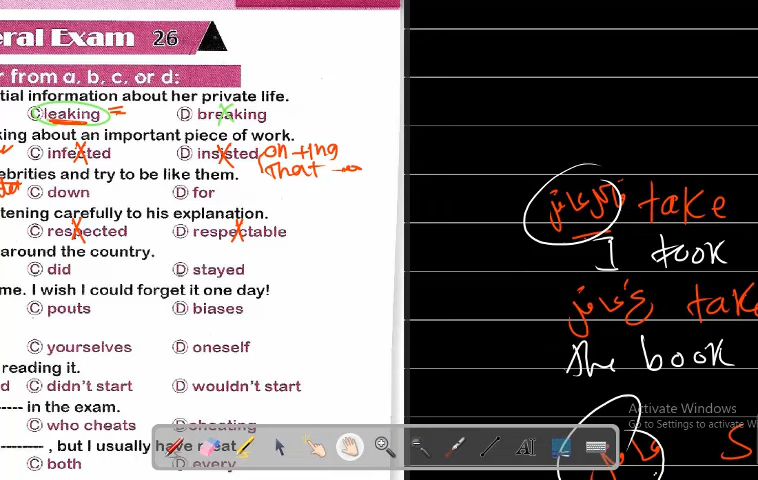 eral Exam 26
r from a, b, c, or d:
tial information about her private life.
C leaking = D breaking
king about an important piece of work.
C infected D insisted on +ing
that
ebrities and try to be like them.
C down D for
tening carefully to his explanation.
C respected D respectable
around the country.
C did D stayed
me. I wish I could forget it one day!
C pouts D biases
C yourselves D oneself
reading it.
d C didn't start D wouldn't start
----- in the exam.
C who cheats D cheating
--------, but I usually have meat
C both D every
take
I took
take
the book
Activate Windows
Go to Settings to activate Wi
S